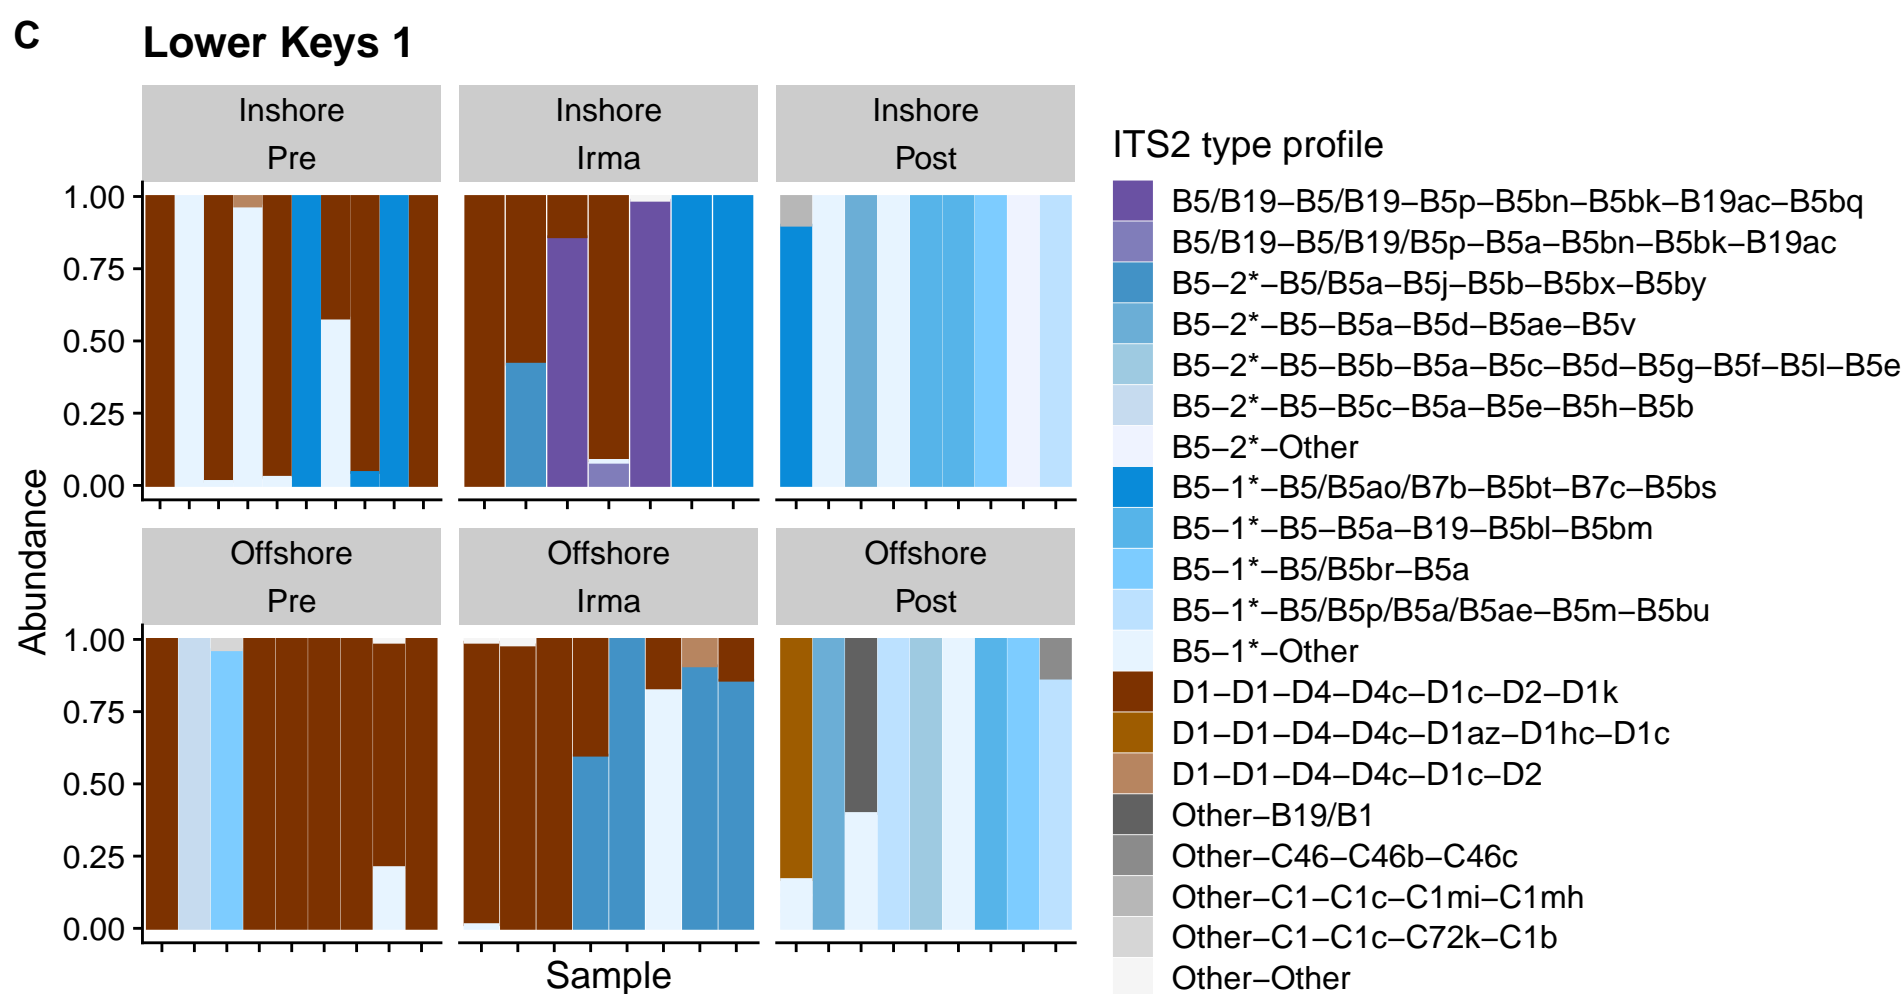 C
Lower Keys 1
Inshore
Pre
Inshore
Irma
Inshore
Post
1.00
0.75
0.50
0.25
0.00
Offshore
Pre
Offshore
Irma
Offshore
Post
1.00
0.75
0.50
0.25
0.00
Abundance
Sample
ITS2 type profile
B5/B19−B5/B19−B5p−B5bn−B5bk−B19ac−B5bq
B5/B19−B5/B19/B5p−B5a−B5bn−B5bk−B19ac
B5−2*−B5/B5a−B5j−B5b−B5bx−B5by
B5−2*−B5−B5a−B5d−B5ae−B5v
B5−2*−B5−B5b−B5a−B5c−B5d−B5g−B5f−B5l−B5e
B5−2*−B5−B5c−B5a−B5e−B5h−B5b
B5−2*−Other
B5−1*−B5/B5ao/B7b−B5bt−B7c−B5bs
B5−1*−B5−B5a−B19−B5bl−B5bm
B5−1*−B5/B5br−B5a
B5−1*−B5/B5p/B5a/B5ae−B5m−B5bu
B5−1*−Other
D1−D1−D4−D4c−D1c−D2−D1k
D1−D1−D4−D4c−D1az−D1hc−D1c
D1−D1−D4−D4c−D1c−D2
Other−B19/B1
Other−C46−C46b−C46c
Other−C1−C1c−C1mi−C1mh
Other−C1−C1c−C72k−C1b
Other−Other